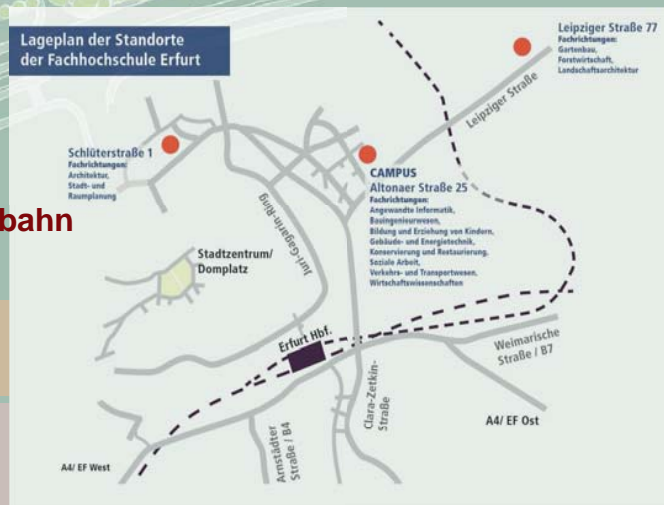 Lageplan der Standorte
der Fachhochschule Erfurt
Leipziger Straße 77
Fachrichtungen:
Gartenbau,
Forstwirtschaft,
Landschaftsarchitektur
Leipziger Straße
Schlüterstraße 1
Fachrichtungen:
Architektur,
Stadt- und
Raumplanung
CAMPUS
Altonaer Straße 25
Fachrichtungen:
Angewandte Informatik,
Bauingenieurwesen,
Bildung und Erziehung von Kindern,
Gebäude- und Energietechnik,
Konservierung und Restaurierung,
Soziale Arbeit,
Verkehrs- und Transportwesen,
Wirtschaftswissenschaften
bahn
Juri-Gagarin-Ring
Stadtzentrum/
Domplatz
Erfurt Hbf.
Weimarische
Straße / B7
Clara-Zetkin-
Straße
A4/ EF Ost
Arnstädter
Straße / B4
A4/ EF West